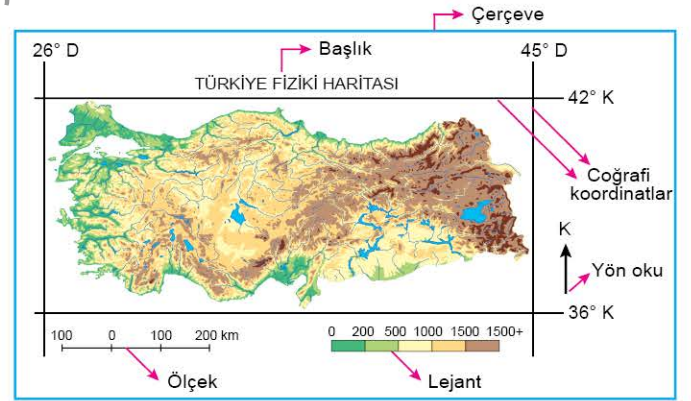 Çerçeve
26° D
Başlık
45° D
TÜRKİYE FİZİKİ HARİTASI
42° K
Coğrafi
koordinatlar
K
Yön oku
36° K
100 0 100 200 km
0 200 500 1000 1500 1500+
Ölçek
Lejant